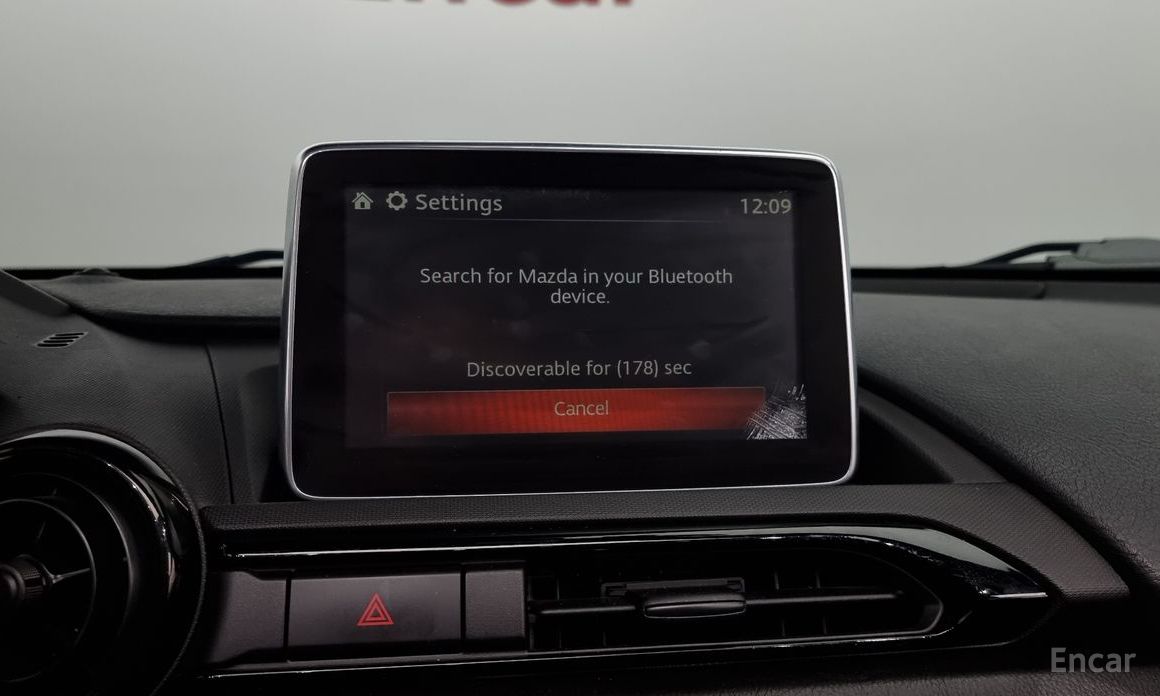 Settings
12:09
Search for Mazda in your Bluetooth
device.
Discoverable for (178) sec
Cancel
Encar